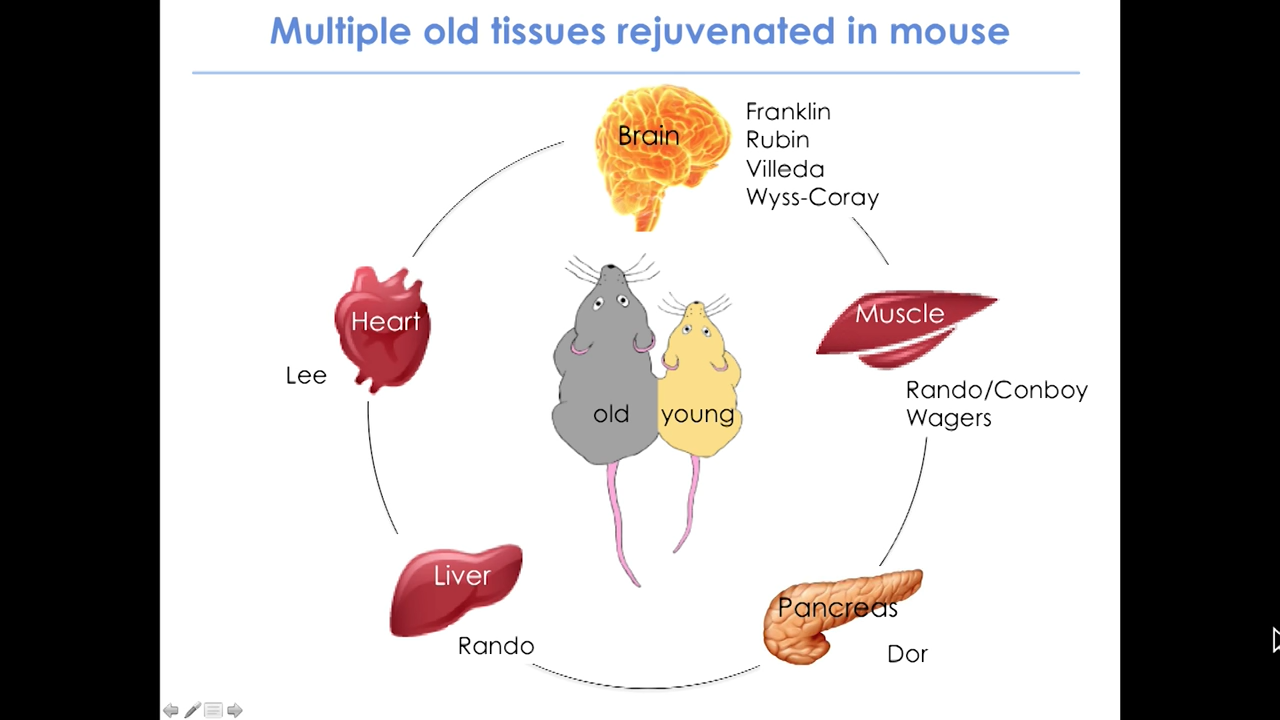 Multiple old tissues rejuvenated in mouse
Brain
Franklin
Rubin
Villeda
Wyss-Coray
Heart
Lee
Muscle
Rando/Conboy
Wagers
old
young
Liver
Rando
Pancreas
Dor